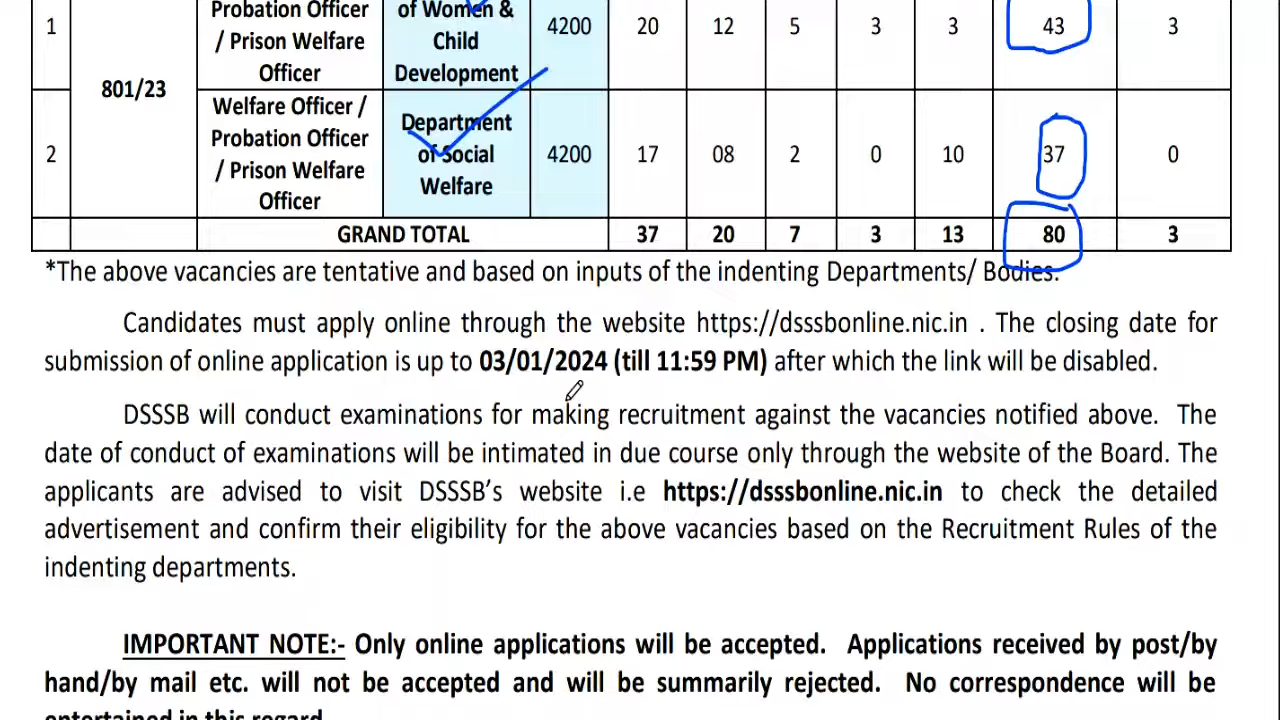 1 801/23 Probation Officer / Prison Welfare Officer of Women & Child Development 4200 20 12 5 3 3 43 3
2 Welfare Officer / Probation Officer / Prison Welfare Officer Department of Social Welfare 4200 17 08 2 0 10 37 0
GRAND TOTAL 37 20 7 3 13 80 3
*The above vacancies are tentative and based on inputs of the indenting Departments/ Bodies.
Candidates must apply online through the website https://dsssbonline.nic.in . The closing date for
submission of online application is up to 03/01/2024 (till 11:59 PM) after which the link will be disabled.
DSSSB will conduct examinations for making recruitment against the vacancies notified above. The
date of conduct of examinations will be intimated in due course only through the website of the Board. The
applicants are advised to visit DSSSB’s website i.e https://dsssbonline.nic.in to check the detailed
advertisement and confirm their eligibility for the above vacancies based on the Recruitment Rules of the
indenting departments.
IMPORTANT NOTE:- Only online applications will be accepted. Applications received by post/by
hand/by mail etc. will not be accepted and will be summarily rejected. No correspondence will be
entertained in this regard